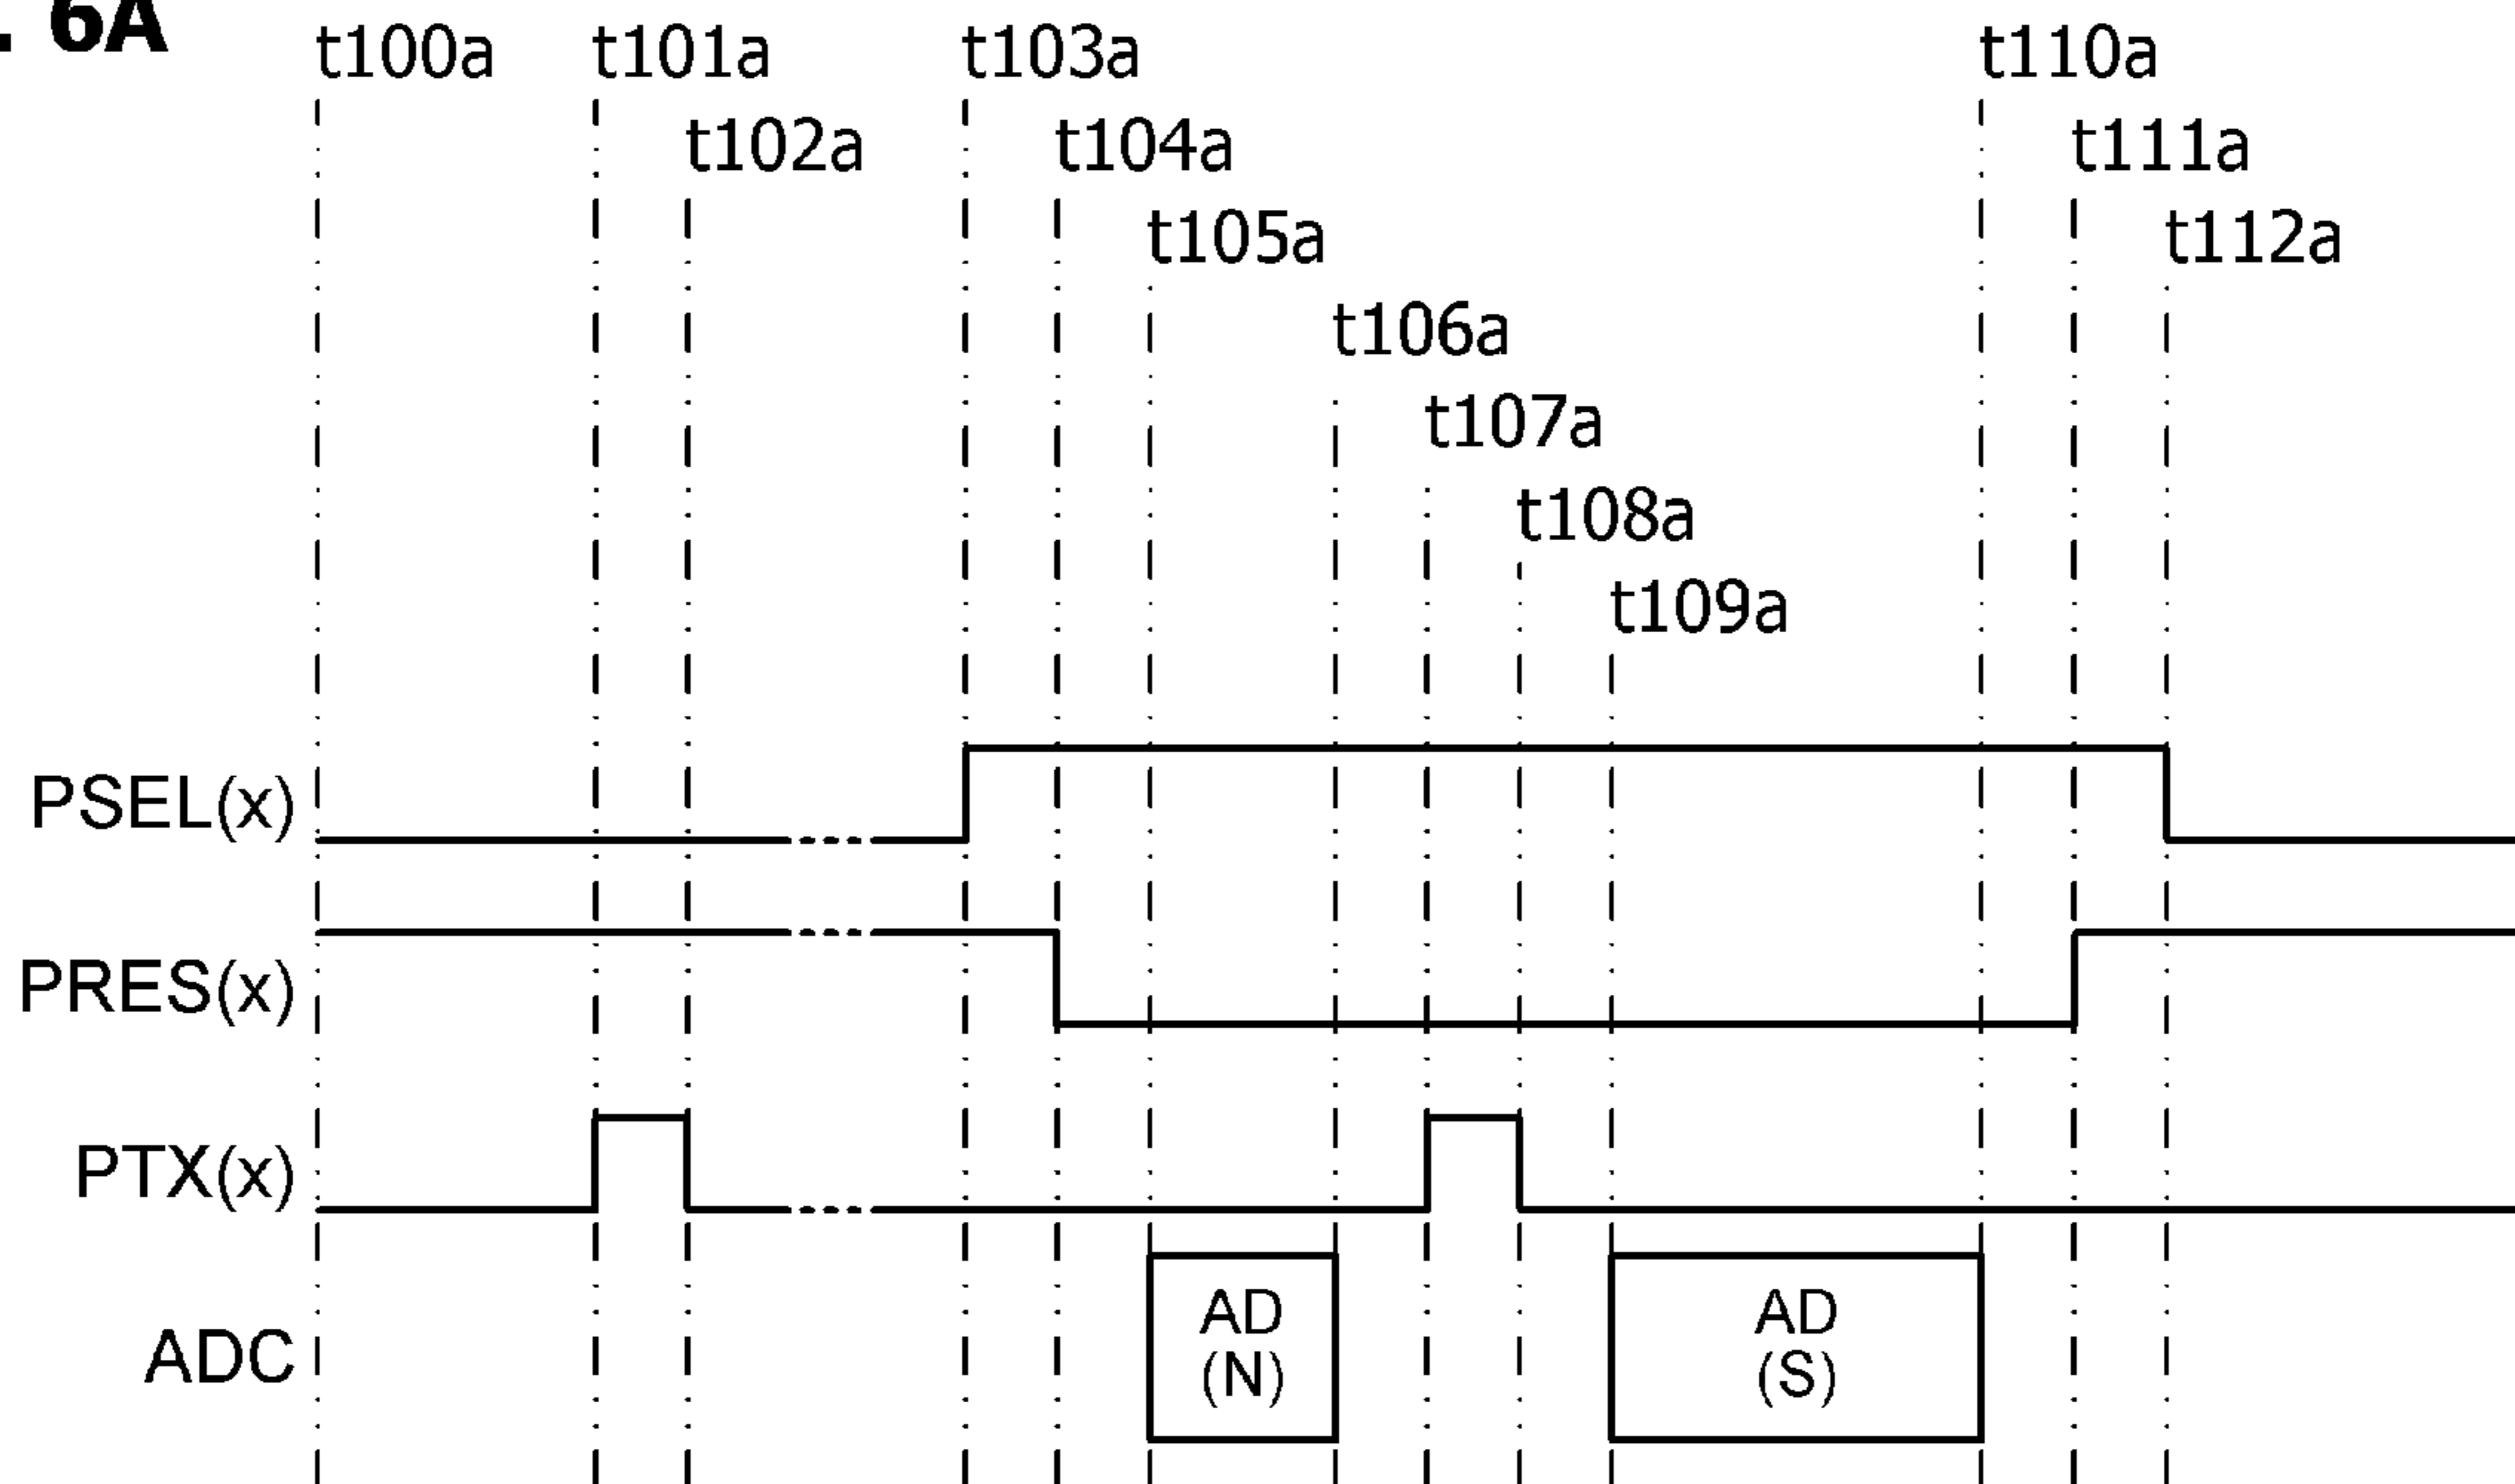 . 6A
t100a t101a t103a t110a
t102a t104a t111a
t105a t112a
t106a
t107a
t108a
t109a
PSEL(x)
PRES(x)
PTX(x)
ADC
AD
(N)
AD
(S)